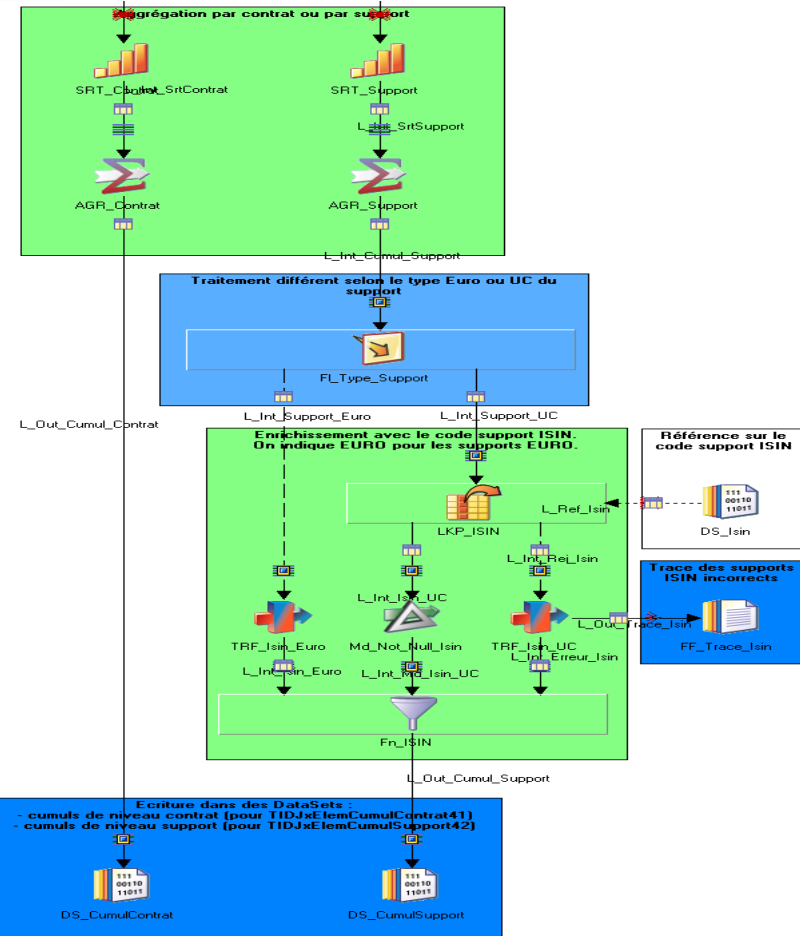 Aggrégation par contrat ou par support
SRT_Contrat
L_Int_SrtContrat
SRT_Support
L_Int_SrtSupport
AGR_Contrat
AGR_Support
L_Int_Cumul_Support
Traitement différent selon le type Euro ou UC du
support
Fl_Type_Support
L_Int_Support_Euro
L_Int_Support_UC
L_Out_Cumul_Contrat
Enrichissement avec le code support ISIN.
On indique EURO pour les supports EURO.
Référence sur le
code support ISIN
L_Ref_Isin
LKP_ISIN
DS_Isin
L_Int_Rej_Isin
Trace des supports
ISIN incorrects
L_Int_Isin_UC
L_Out_Trace_Isin
TRF_Isin_Euro
Md_Not_Null_Isin
TRF_Isin_UC
FF_Trace_Isin
L_Int_Erreur_Isin
L_Int_Isin_Euro
L_Int_Md_Isin_UC
Fn_ISIN
L_Out_Cumul_Support
Ecriture dans des DataSets :
- cumuls de niveau contrat (pour TIDJxElemCumulContrat41)
- cumuls de niveau support (pour TIDJxElemCumulSupport42)
DS_CumulContrat
DS_CumulSupport